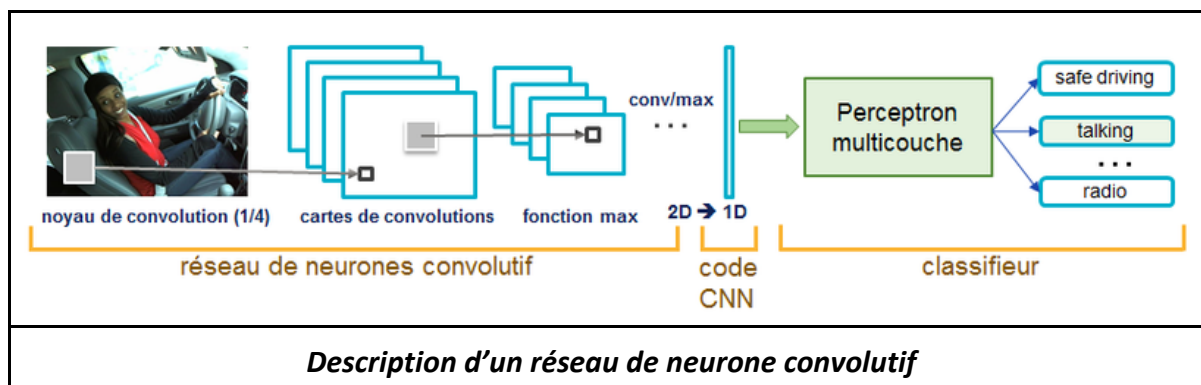 conv/max
...
Perceptron
multicouche
safe driving
talking
...
radio
noyau de convolution (1/4)
cartes de convolutions
fonction max
2D ➔ 1D
réseau de neurones convolutif
code
CNN
classifieur
Description d’un réseau de neurone convolutif